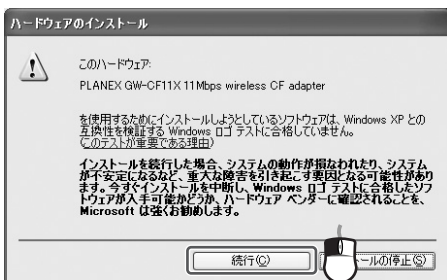 ハードウェアのインストール
このハードウェア:
PLANEX GW-CF11X 11Mbps wireless CF adapter
を使用するためにインストールしようとしているソフトウェアは、Windows XP との
互換性を検証する Windows ロゴ テストに合格していません。
(このテストが重要である理由)
インストールを続行した場合、システムの動作が損なわれたり、システム
が不安定になるなど、重大な障害を引き起こす要因となる可能性があり
ます。今すぐインストールを中断し、Windows ロゴ テストに合格したソフ
トウェアが入手可能かどうか、ハードウェア ベンダーに確認されることを、
Microsoft は強くお勧めします。
続行(C)
ールの停止(S)